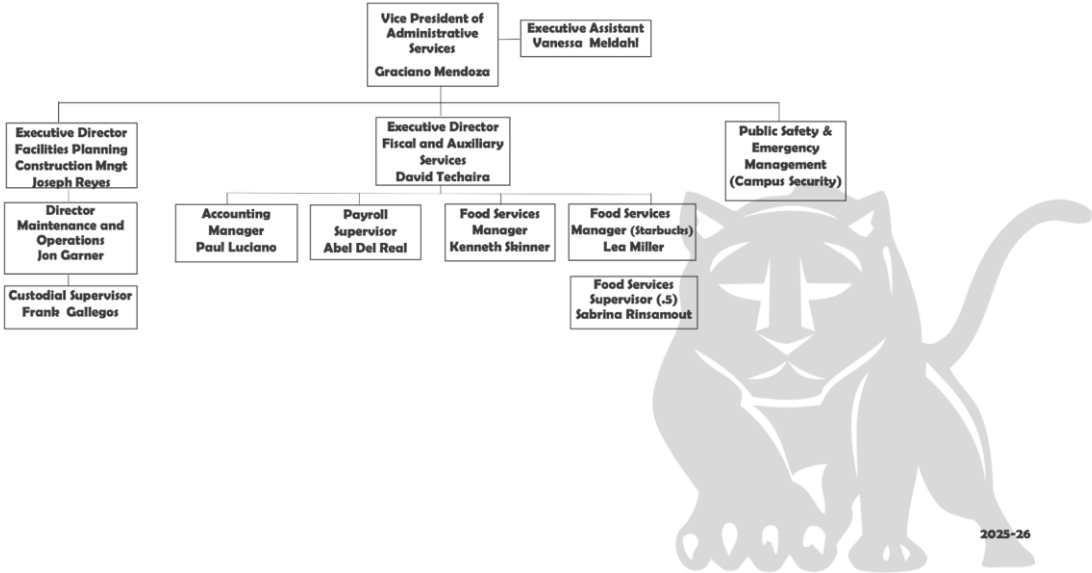 Vice President of
Administrative
Services
Graciano Mendoza
Executive Assistant
Vanessa Meldahl
Executive Director
Facilities Planning
Construction Mngt
Joseph Reyes
Executive Director
Fiscal and Auxiliary
Services
David Techaira
Public Safety &
Emergency
Management
(Campus Security)
Director
Maintenance and
Operations
Jon Garner
Accounting
Manager
Paul Luciano
Payroll
Supervisor
Abel Del Real
Food Services
Manager
Kenneth Skinner
Food Services
Manager (Starbucks)
Lea Miller
Custodial Supervisor
Frank Gallegos
Food Services
Supervisor (.5)
Sabrina Rinsamout
2025-26